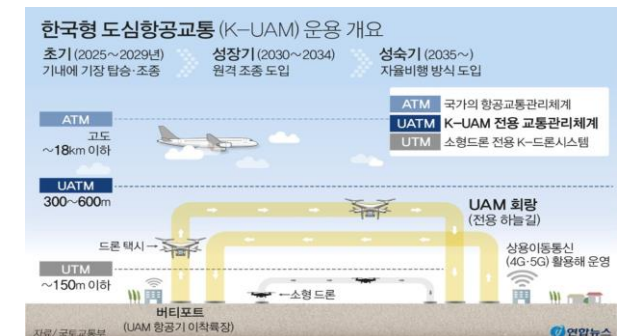 한국형 도심항공교통 (K-UAM) 운용 개요
초기 (2025~2029년)
기내에 기장 탑승·조종
성장기 (2030~2034)
원격 조종 도입
성숙기 (2035~)
자율비행 방식 도입
ATM 국가의 항공교통관리체계
UATM K-UAM 전용 교통관리체계
UTM 소형드론 전용 K-드론시스템
ATM
고도
~18km 이하
UATM
300~600m
UAM 회랑
(전용 하늘길)
드론 택시→
상용이동통신
(4G·5G) 활용해 운영
UTM
~150m 이하
←소형 드론
버티포트
(UAM 항공기 이착륙장)
자료/ 국토교통부
연합뉴스